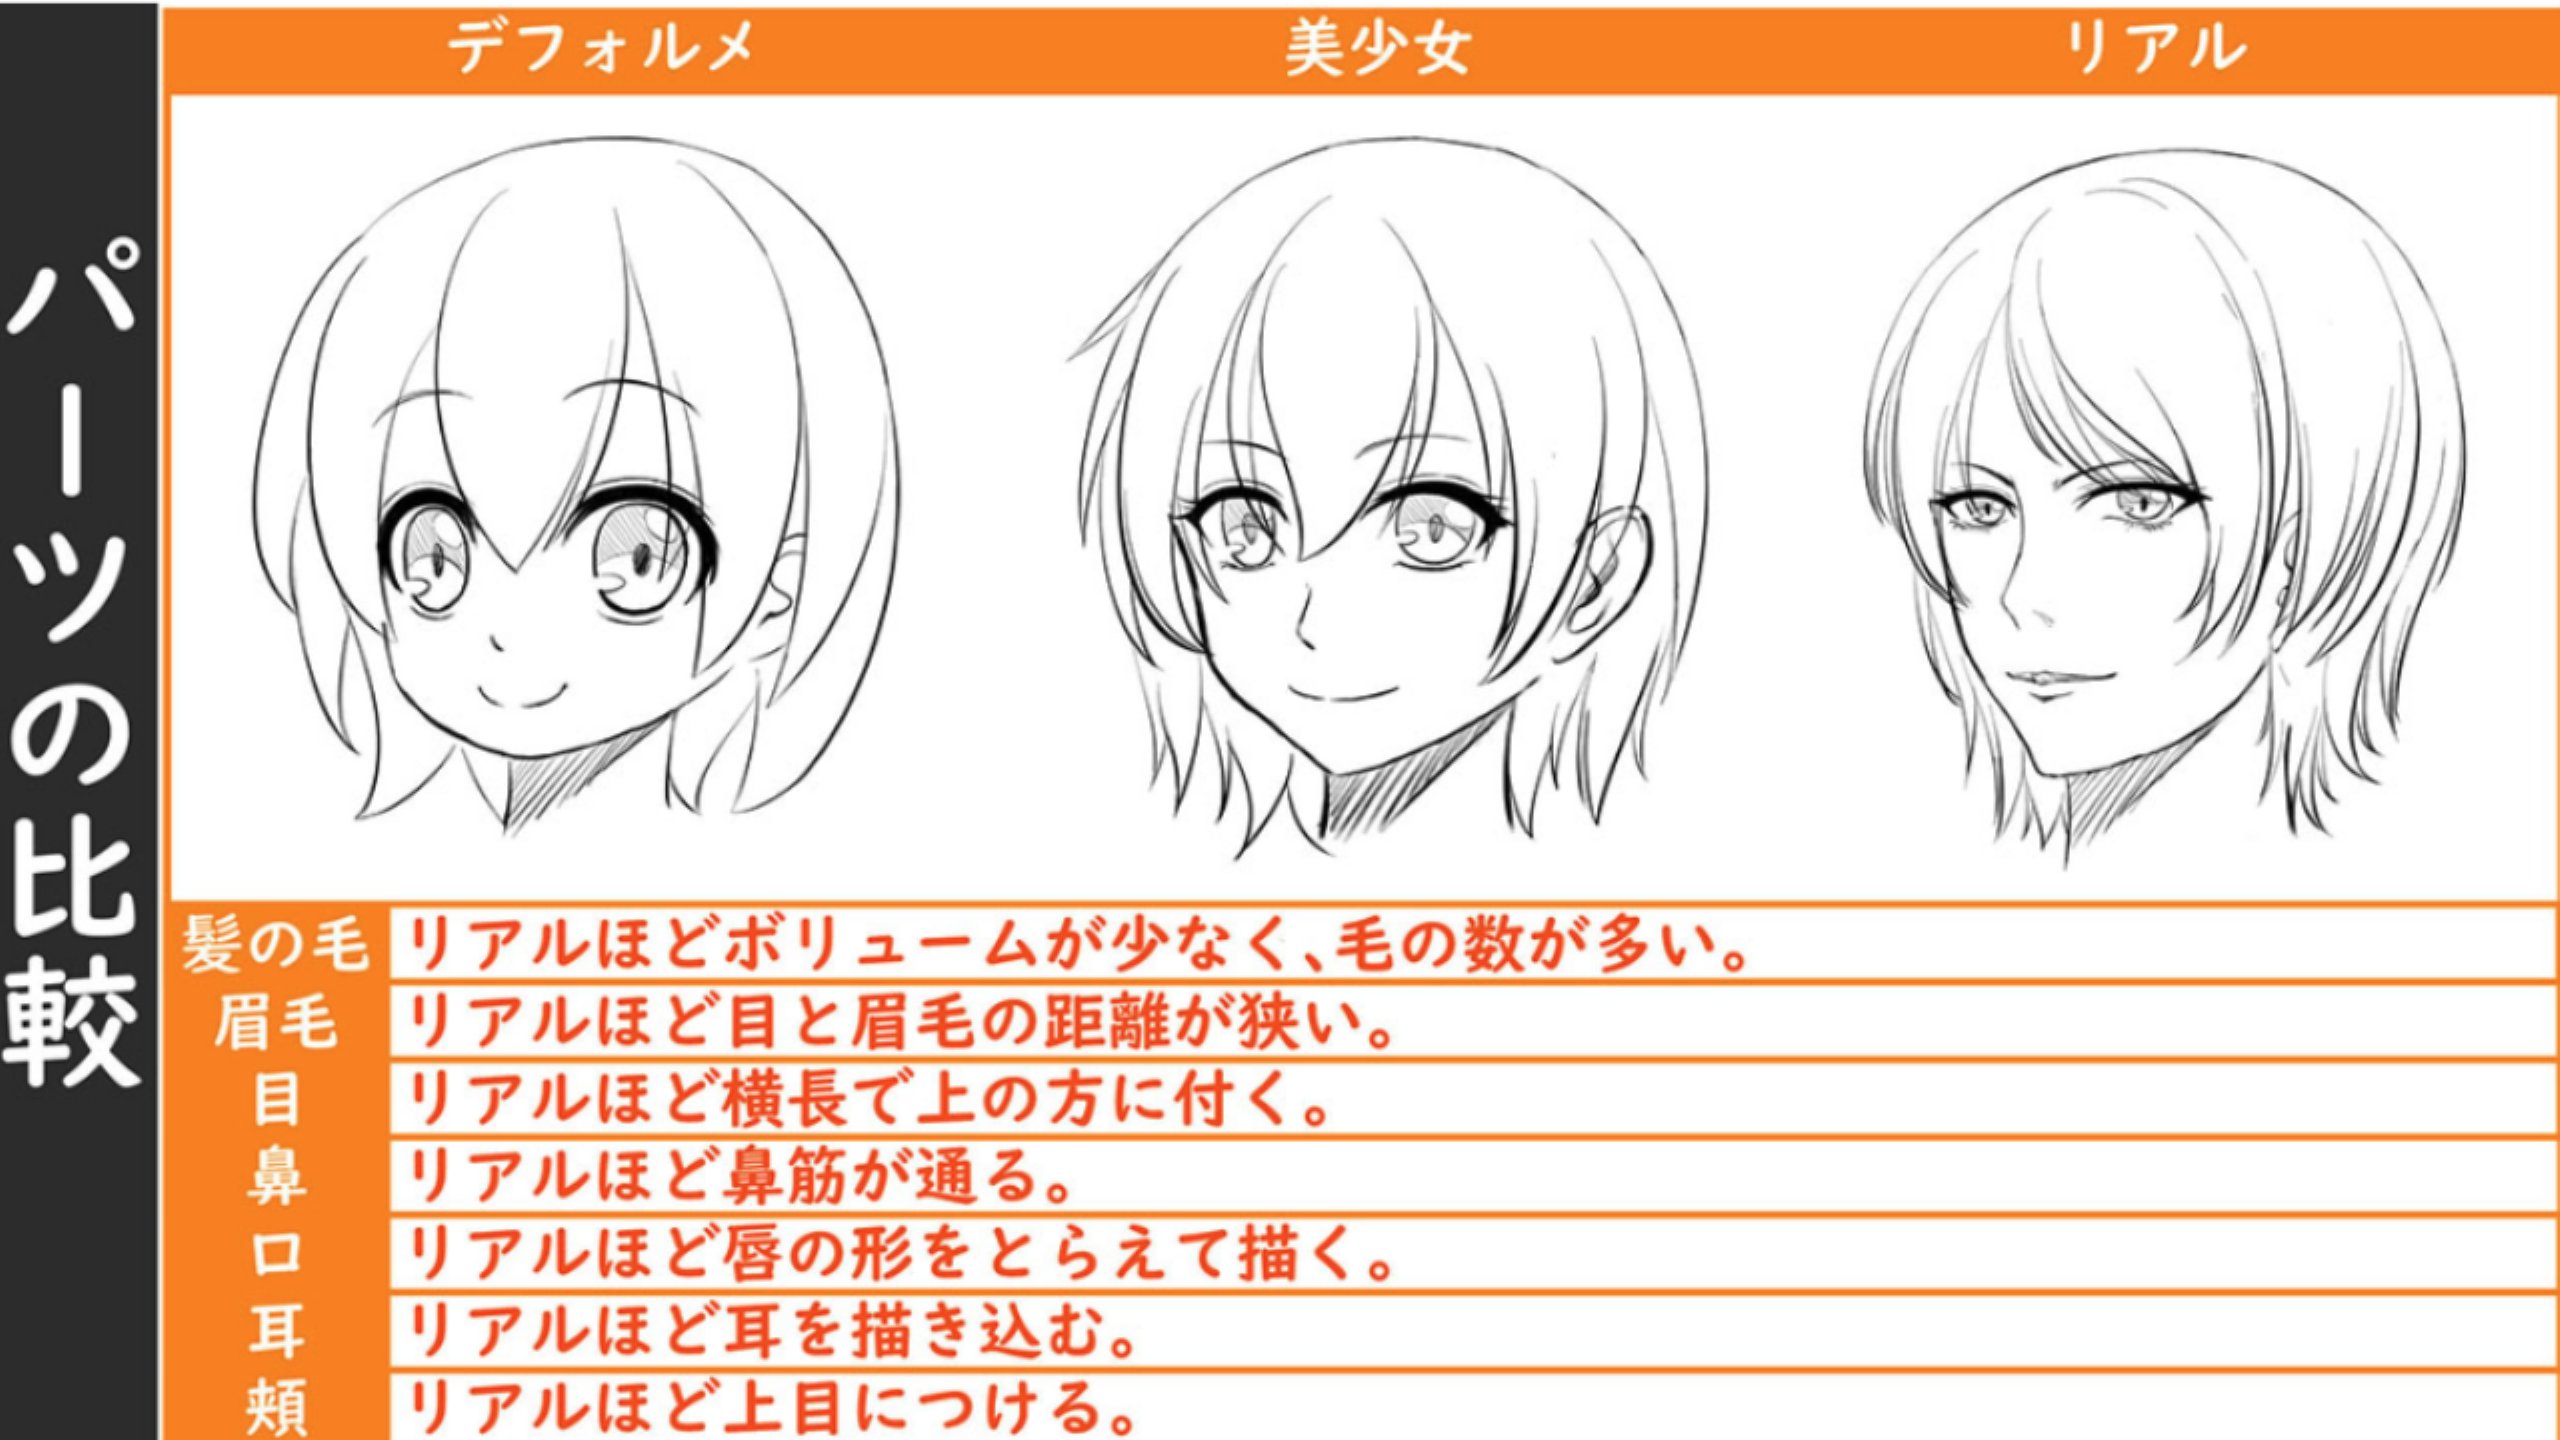 パーツの比較
デフォルメ
美少女
リアル
髪の毛 リアルほどボリュームが少なく、毛の数が多い。
眉毛 リアルほど目と眉毛の距離が狭い。
目 リアルほど横長で上の方に付く。
鼻 リアルほど鼻筋が通る。
口 リアルほど唇の形をとらえて描く。
耳 リアルほど耳を描き込む。
頬 リアルほど上目につける。